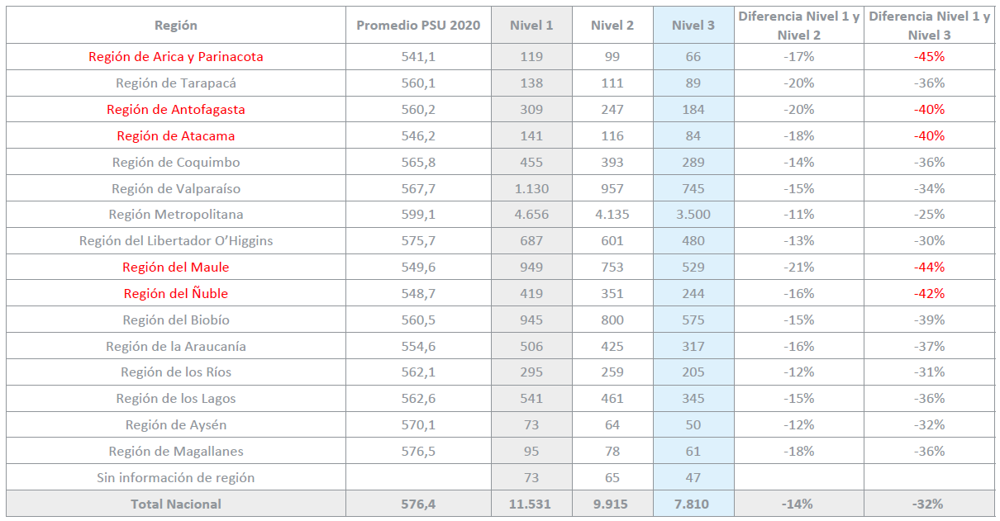 Región Promedio PSU 2020 Nivel 1 Nivel 2 Nivel 3 Diferencia Nivel 1 y Nivel 2 Diferencia Nivel 1 y Nivel 3
Región de Arica y Parinacota 541,1 119 99 66 -17% -45%
Región de Tarapacá 560,1 138 111 89 -20% -36%
Región de Antofagasta 560,2 309 247 184 -20% -40%
Región de Atacama 546,2 141 116 84 -18% -40%
Región de Coquimbo 565,8 455 393 289 -14% -36%
Región de Valparaíso 567,7 1.130 957 745 -15% -34%
Región Metropolitana 599,1 4.656 4.135 3.500 -11% -25%
Región del Libertador O’Higgins 575,7 687 601 480 -13% -30%
Región del Maule 549,6 949 753 529 -21% -44%
Región del Ñuble 548,7 419 351 244 -16% -42%
Región del Biobío 560,5 945 800 575 -15% -39%
Región de la Araucanía 554,6 506 425 317 -16% -37%
Región de los Ríos 562,1 295 259 205 -12% -31%
Región de los Lagos 562,6 541 461 345 -15% -36%
Región de Aysén 570,1 73 64 50 -12% -32%
Región de Magallanes 576,5 95 78 61 -18% -36%
Sin información de región 73 65 47
Total Nacional 576,4 11.531 9.915 7.810 -14% -32%